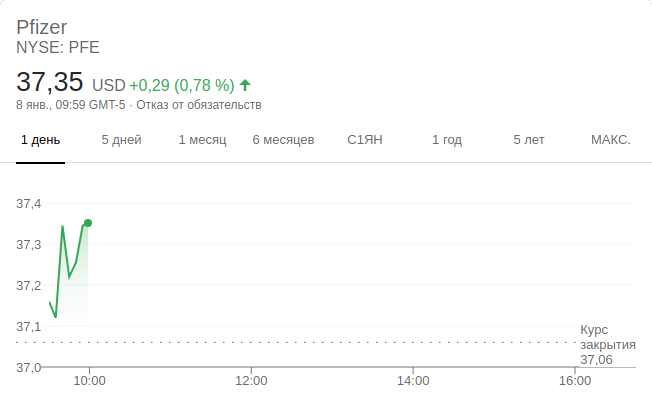 Pfizer
NYSE: PFE
37,35 USD +0,29 (0,78 %)
8 янв., 09:59 GMT-5 · Отказ от обязательств
1 день 5 дней 1 месяц 6 месяцев С1ЯН 1 год 5 лет МАКС.
37,4
37,3
37,2
37,1
37,0
Курс
закрытия
37,06
10:00 12:00 14:00 16:00